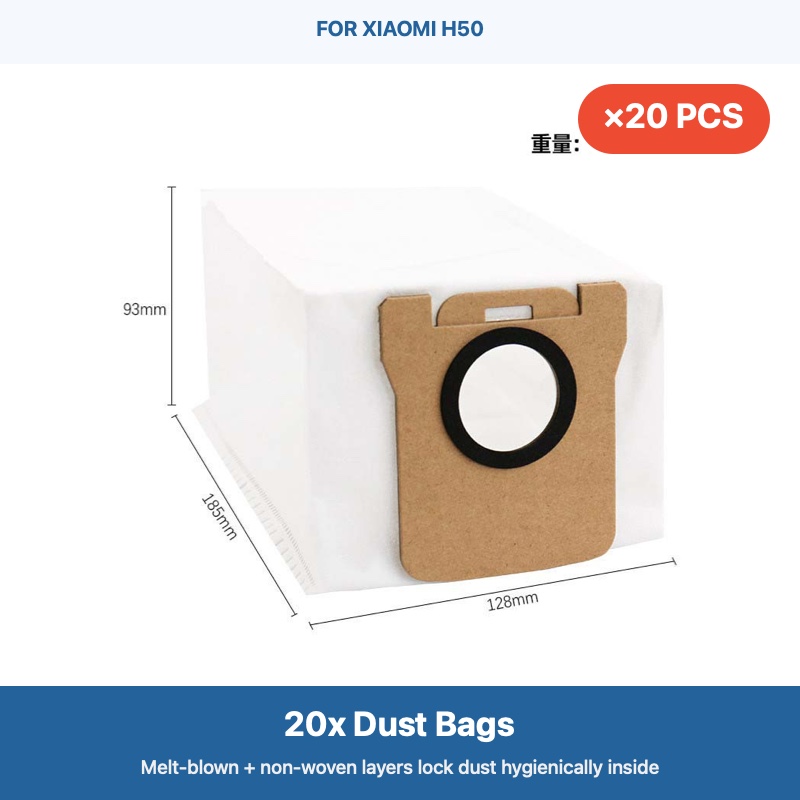 FOR XIAOMI H50
×20 PCS
重量:
93mm
185mm
128mm
20x Dust Bags
Melt-blown + non-woven layers lock dust hygienically inside